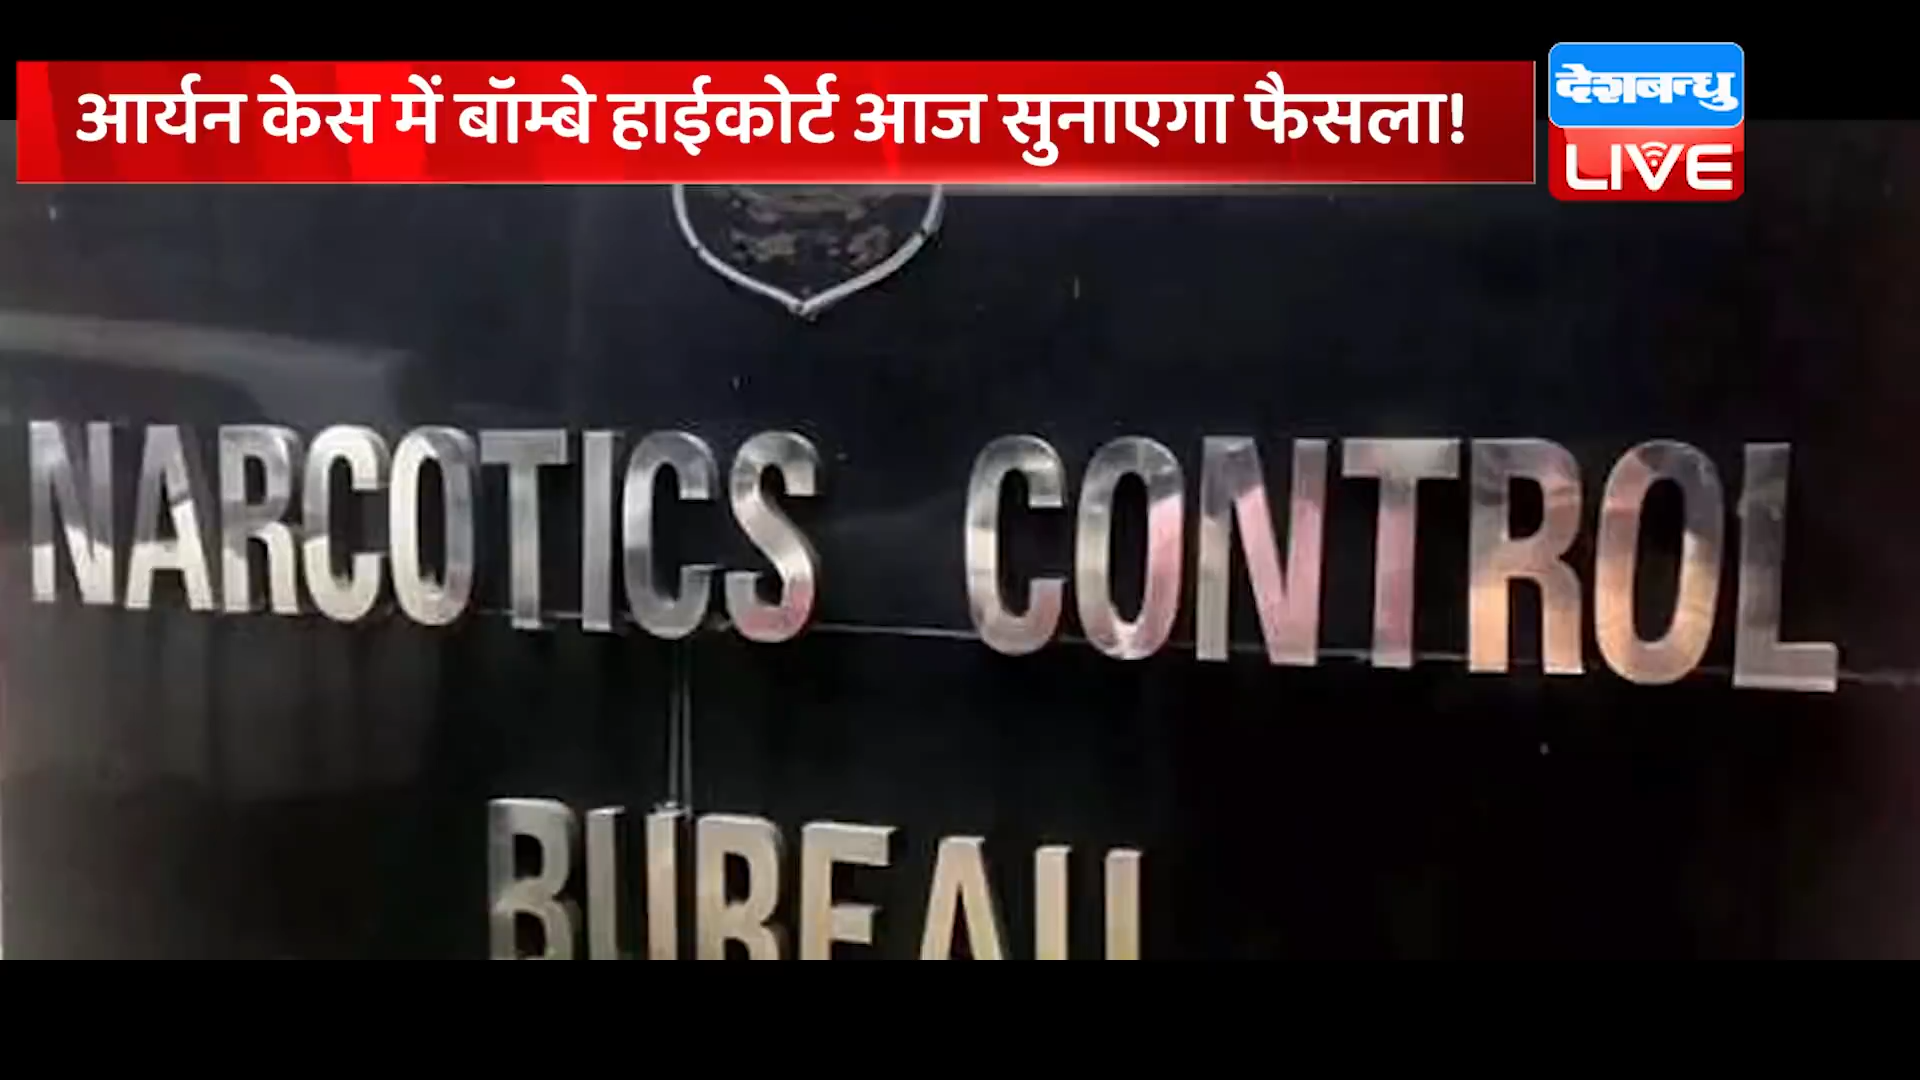 आर्यन केस में बॉम्बे हाईकोर्ट आज सुनाएगा फैसला!
देशबन्धु
LIVE
NARCOTICS CONTROL
BUREAU